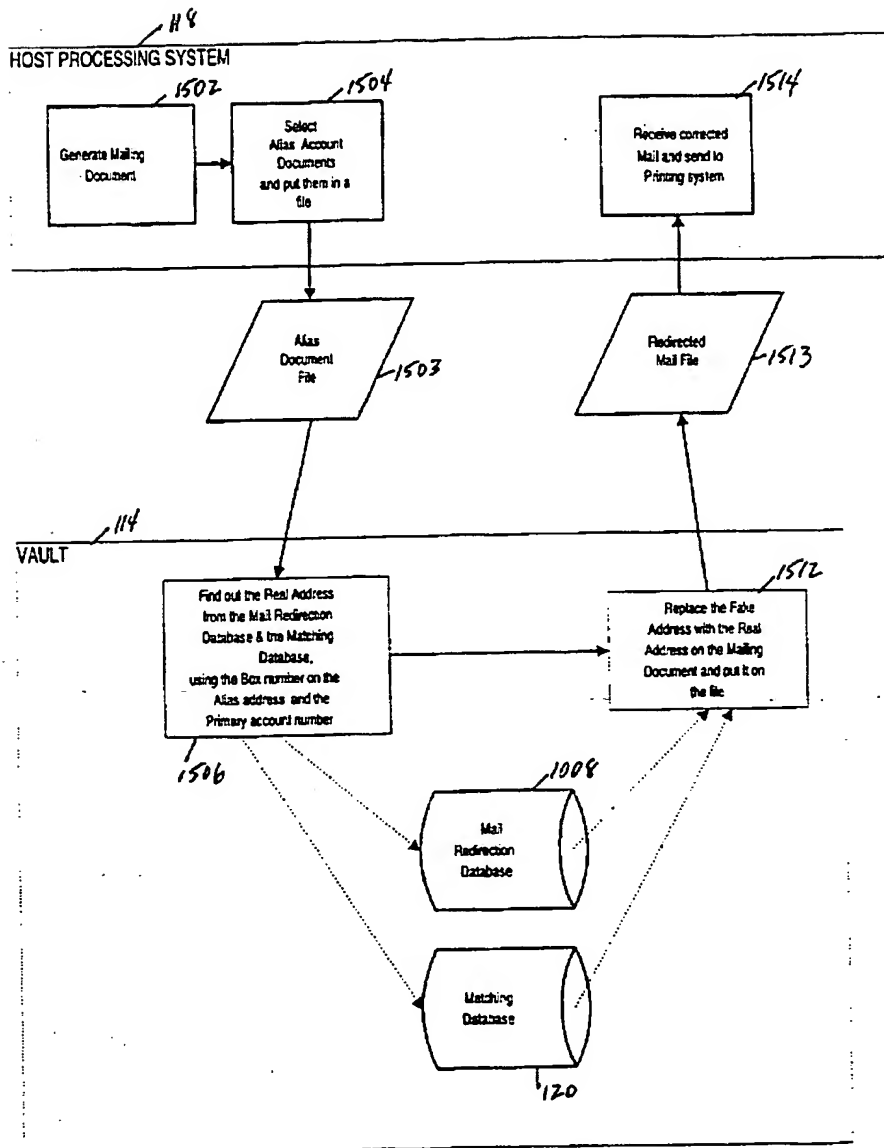 118
HOST PROCESSING SYSTEM
1502
Generate Mailing
Document
1504
Select
Alias Account
Documents
and put them in a
file
1514
Receive corrected
Mail and send to
Printing system
Alias
Document
File
1503
Redirected
Mail File
1513
114
VAULT
Find out the Real Address
from the Mail Redirection
Database & the Matching
Database,
using the Box number on the
Alias address and the
Primary account number
1506
1512
Replace the Fake
Address with the Real
Address on the Mailing
Document and put it on
the file
1008
Mail
Redirection
Database
Matching
Database
120